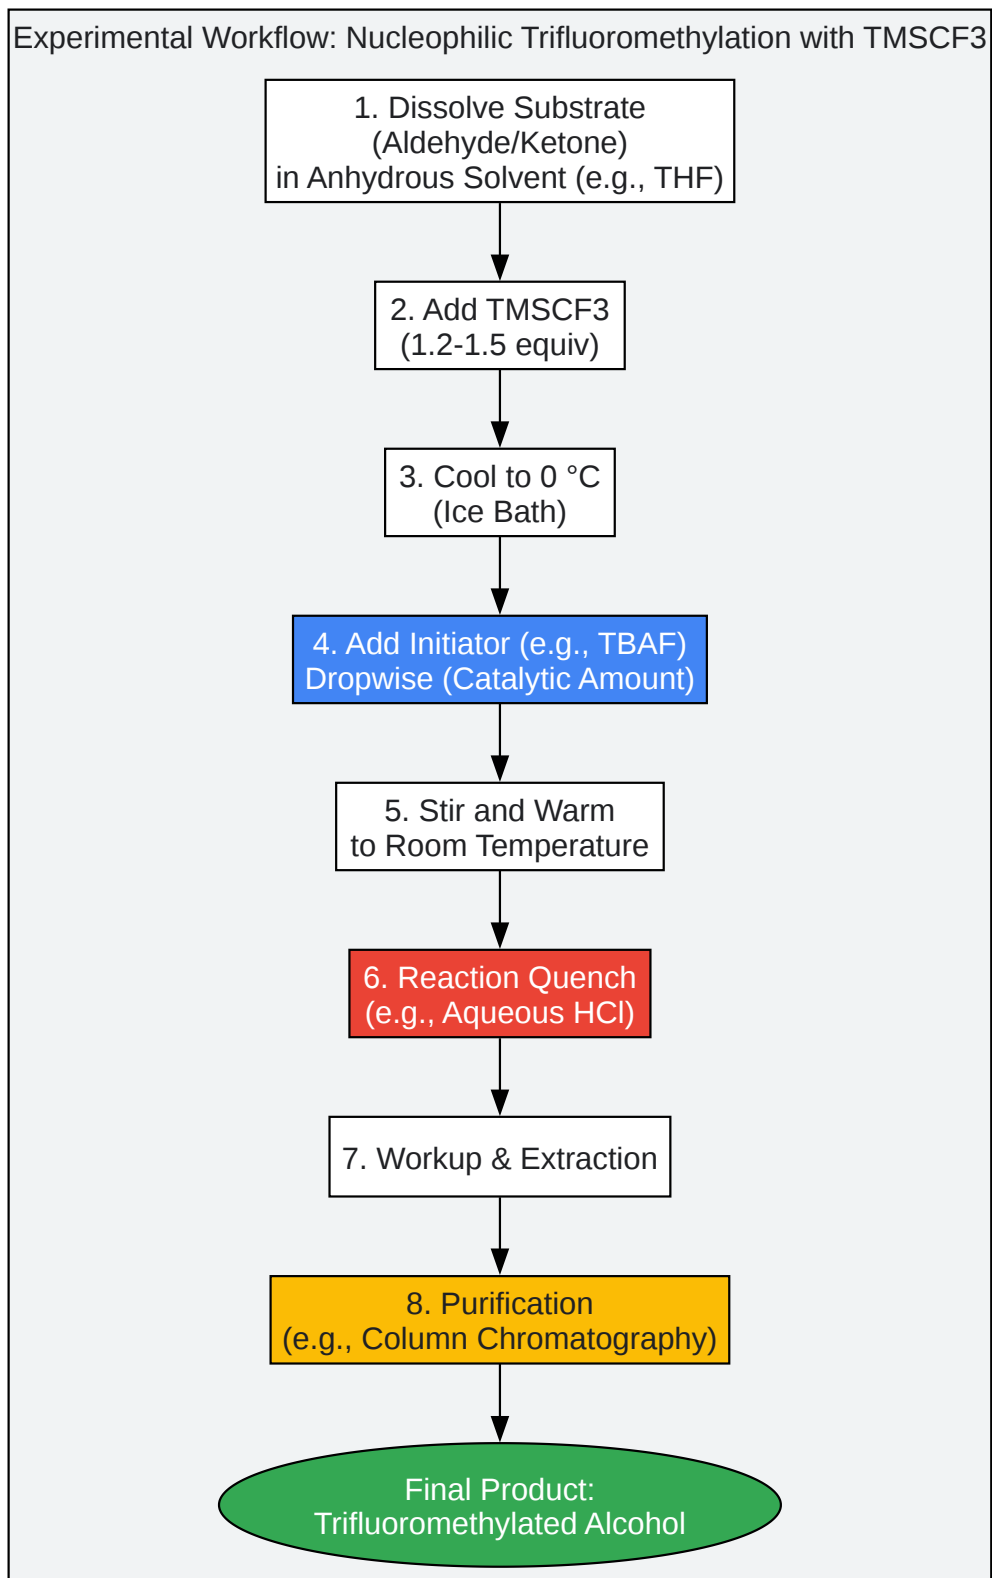 Experimental Workflow: Nucleophilic Trifluoromethylation with TMSCF3
1. Dissolve Substrate
(Aldehyde/Ketone)
in Anhydrous Solvent (e.g., THF)
2. Add TMSCF3
(1.2-1.5 equiv)
3. Cool to 0 °C
(Ice Bath)
4. Add Initiator (e.g., TBAF)
Dropwise (Catalytic Amount)
5. Stir and Warm
to Room Temperature
6. Reaction Quench
(e.g., Aqueous HCl)
7. Workup & Extraction
8. Purification
(e.g., Column Chromatography)
Final Product:
Trifluoromethylated Alcohol